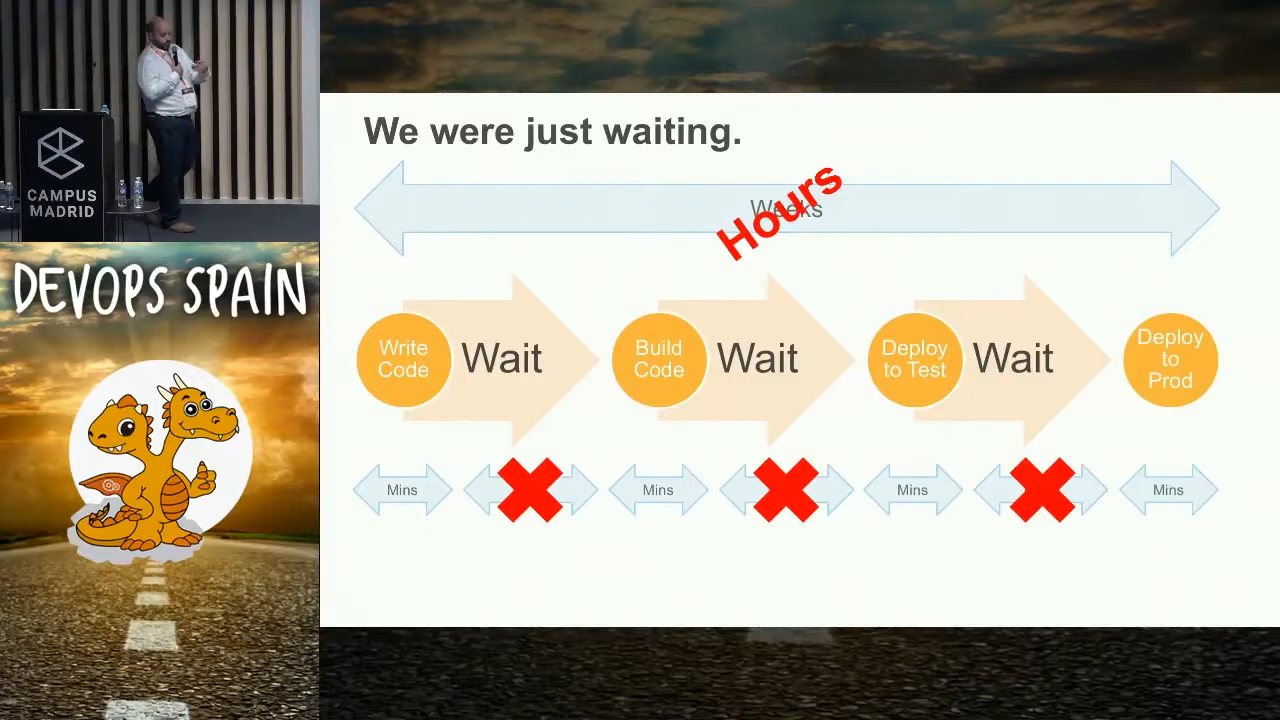 CAMPUS
MADRID
DEVOPS SPAIN
We were just waiting.
Weeks
Hours
Write
Code
Wait
Build
Code
Wait
Deploy
to Test
Wait
Deploy
to
Prod
Mins
Mins
Mins
Mins